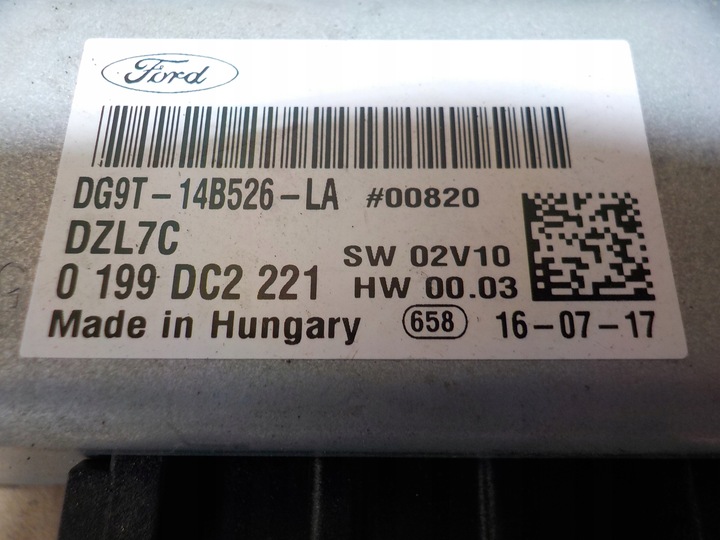 Ford
DG9T-14B526-LA #00820
DZL7C
SW 02V10
0 199 DC2 221 HW 00.03
Made in Hungary 658 16-07-17